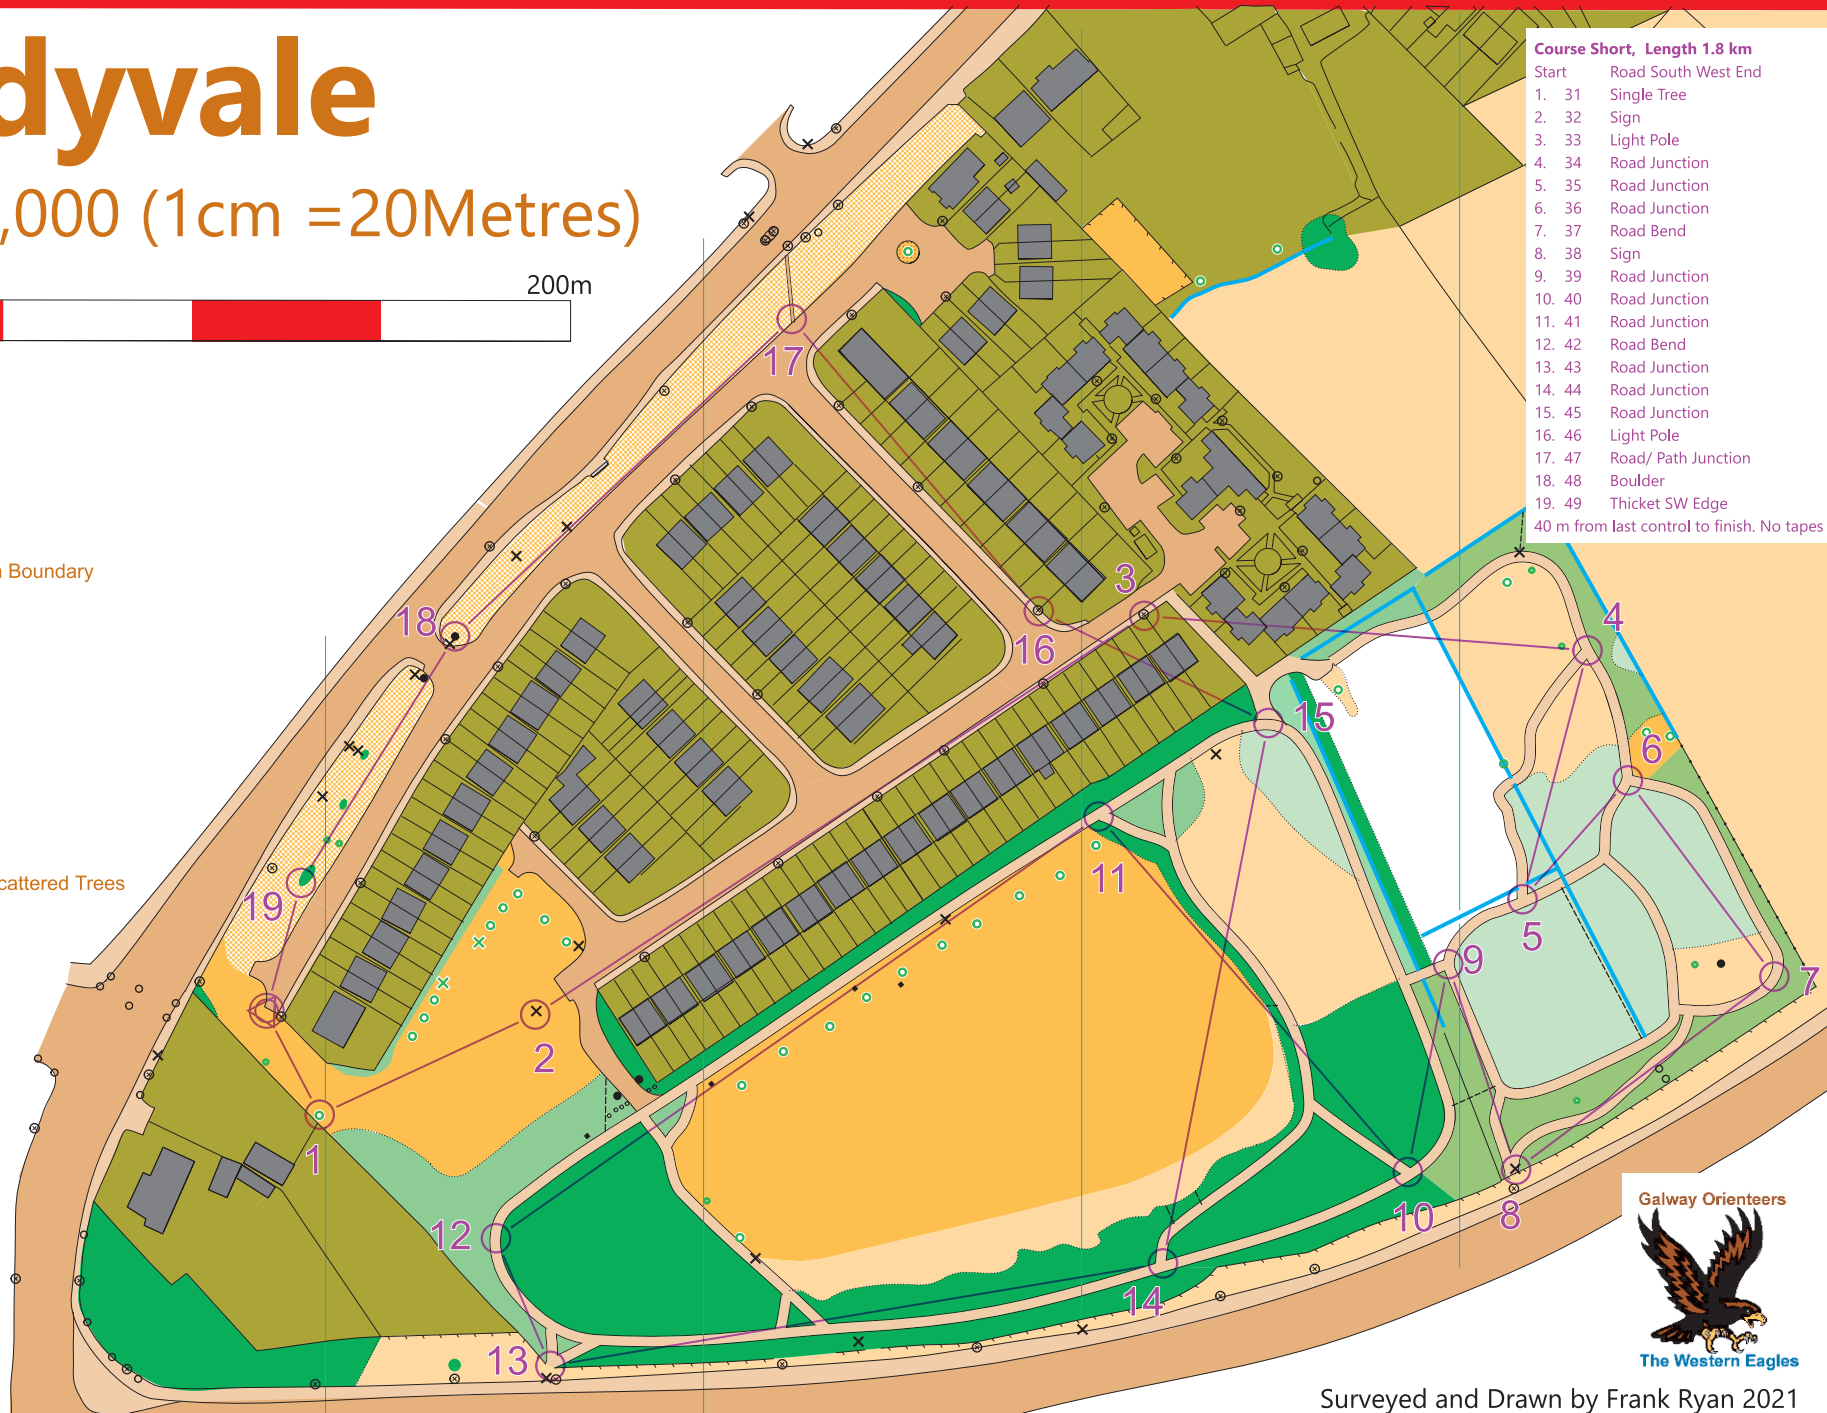 dyvale
,000 (1cm =20Metres)
200m
n Boundary
cattered Trees
Course Short, Length 1.8 km
Start Road South West End
1. 31 Single Tree
2. 32 Sign
3. 33 Light Pole
4. 34 Road Junction
5. 35 Road Junction
6. 36 Road Junction
7. 37 Road Bend
8. 38 Sign
9. 39 Road Junction
10. 40 Road Junction
11. 41 Road Junction
12. 42 Road Bend
13. 43 Road Junction
14. 44 Road Junction
15. 45 Road Junction
16. 46 Light Pole
17. 47 Road/ Path Junction
18. 48 Boulder
19. 49 Thicket SW Edge
40 m from last control to finish. No tapes
17
3
18
16
4
15
6
11
19
5
9
7
2
1
12
10
8
14
13
Galway Orienteers
The Western Eagles
Surveyed and Drawn by Frank Ryan 2021